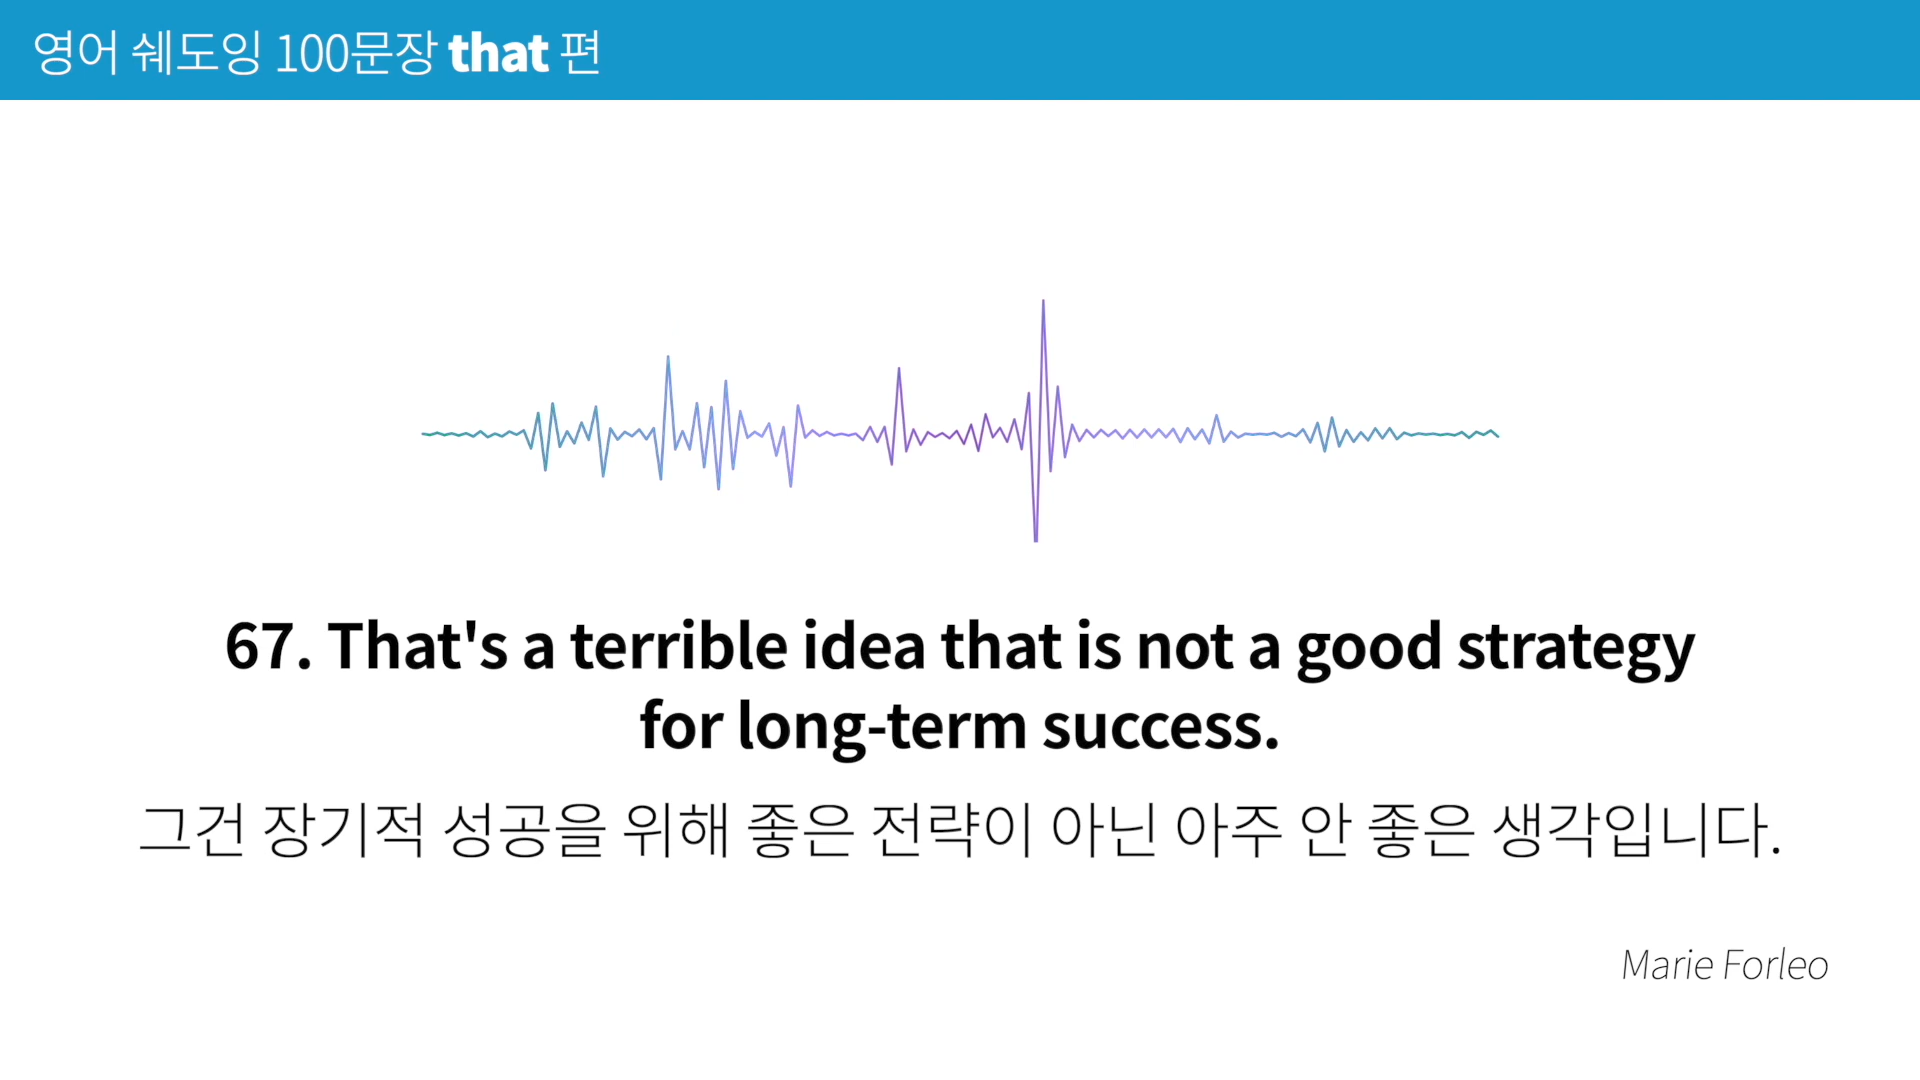 영어 쉐도잉 100문장 that 편
67. That's a terrible idea that is not a good strategy
for long-term success.
그건 장기적 성공을 위해 좋은 전략이 아닌 아주 안 좋은 생각입니다.
Marie Forleo